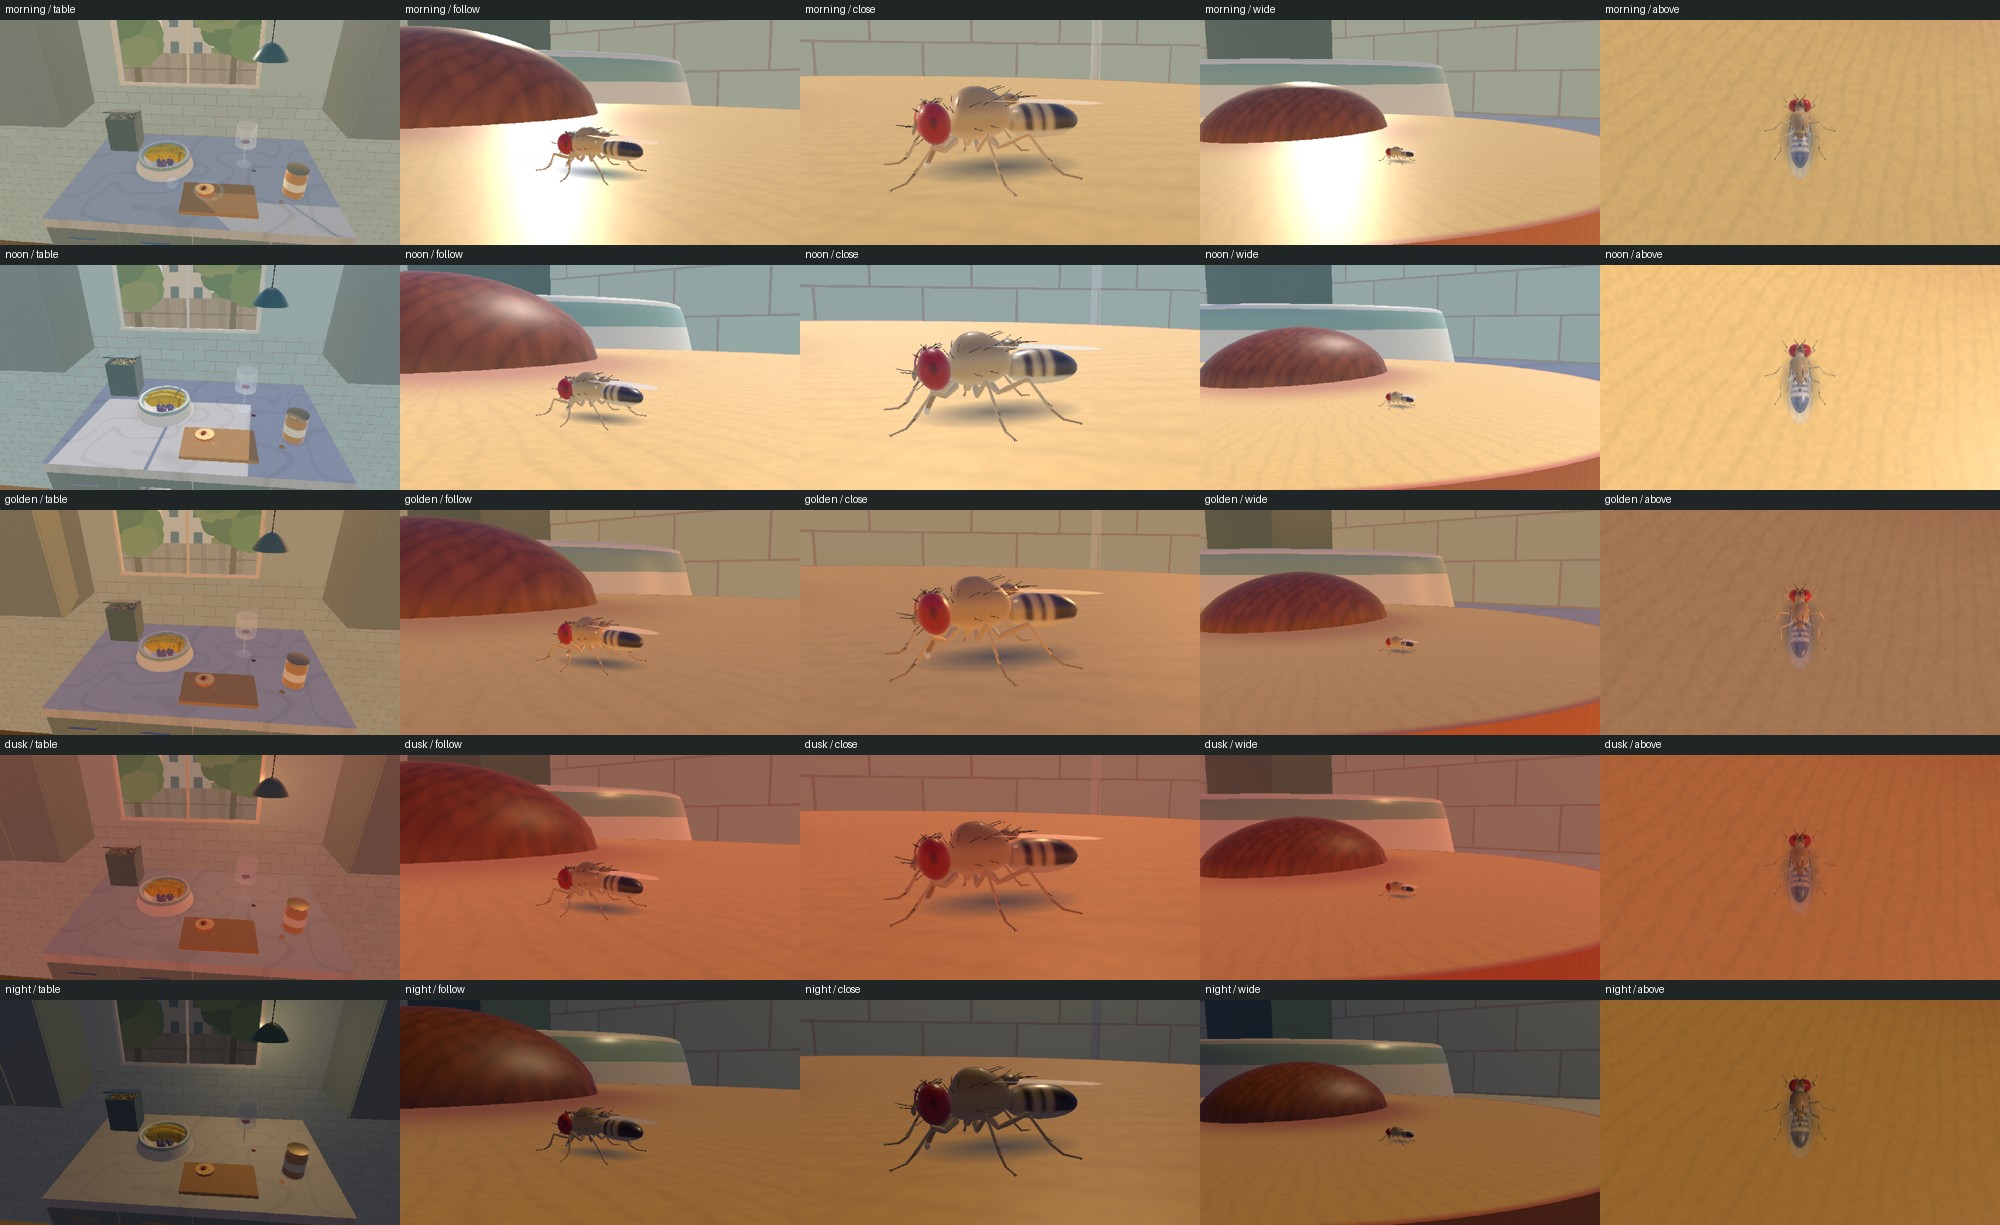 morning / table
morning / follow
morning / close
morning / wide
morning / above
noon / table
noon / follow
noon / close
noon / wide
noon / above
golden / table
golden / follow
golden / close
golden / wide
golden / above
dusk / table
dusk / follow
dusk / close
dusk / wide
dusk / above
night / table
night / follow
night / close
night / wide
night / above